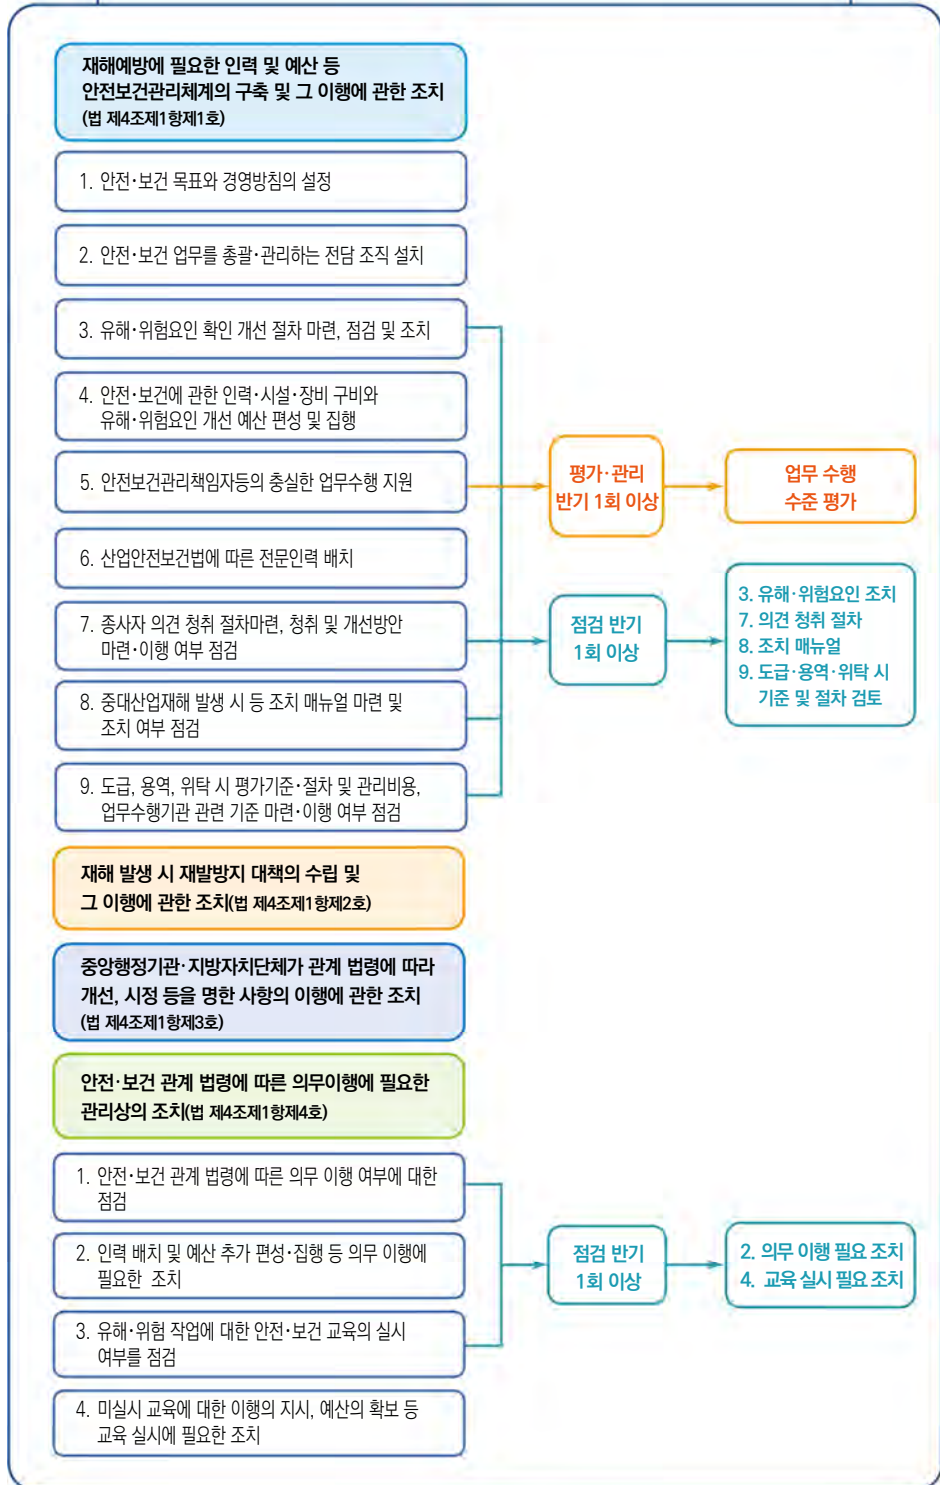 재해예방에 필요한 인력 및 예산 등
안전보건관리체계의 구축 및 그 이행에 관한 조치
(법 제4조제1항제1호)
1. 안전·보건 목표와 경영방침의 설정
2. 안전·보건 업무를 총괄·관리하는 전담 조직 설치
3. 유해·위험요인 확인 개선 절차 마련, 점검 및 조치
4. 안전·보건에 관한 인력·시설·장비 구비와
유해·위험요인 개선 예산 편성 및 집행
5. 안전보건관리책임자등의 충실한 업무수행 지원
6. 산업안전보건법에 따른 전문인력 배치
7. 종사자 의견 청취 절차마련, 청취 및 개선방안
마련·이행 여부 점검
8. 중대산업재해 발생 시 등 조치 매뉴얼 마련 및
조치 여부 점검
9. 도급, 용역, 위탁 시 평가기준·절차 및 관리비용,
업무수행기관 관련 기준 마련·이행 여부 점검
평가·관리
반기 1회 이상
업무 수행
수준 평가
점검 반기
1회 이상
3. 유해·위험요인 조치
7. 의견 청취 절차
8. 조치 매뉴얼
9. 도급·용역·위탁 시
기준 및 절차 검토
재해 발생 시 재발방지 대책의 수립 및
그 이행에 관한 조치(법 제4조제1항제2호)
중앙행정기관·지방자치단체가 관계 법령에 따라
개선, 시정 등을 명한 사항의 이행에 관한 조치
(법 제4조제1항제3호)
안전·보건 관계 법령에 따른 의무이행에 필요한
관리상의 조치(법 제4조제1항제4호)
1. 안전·보건 관계 법령에 따른 의무 이행 여부에 대한
점검
2. 인력 배치 및 예산 추가 편성·집행 등 의무 이행에
필요한 조치
3. 유해·위험 작업에 대한 안전·보건 교육의 실시
여부를 점검
4. 미실시 교육에 대한 이행의 지시, 예산의 확보 등
교육 실시에 필요한 조치
점검 반기
1회 이상
2. 의무 이행 필요 조치
4. 교육 실시 필요 조치